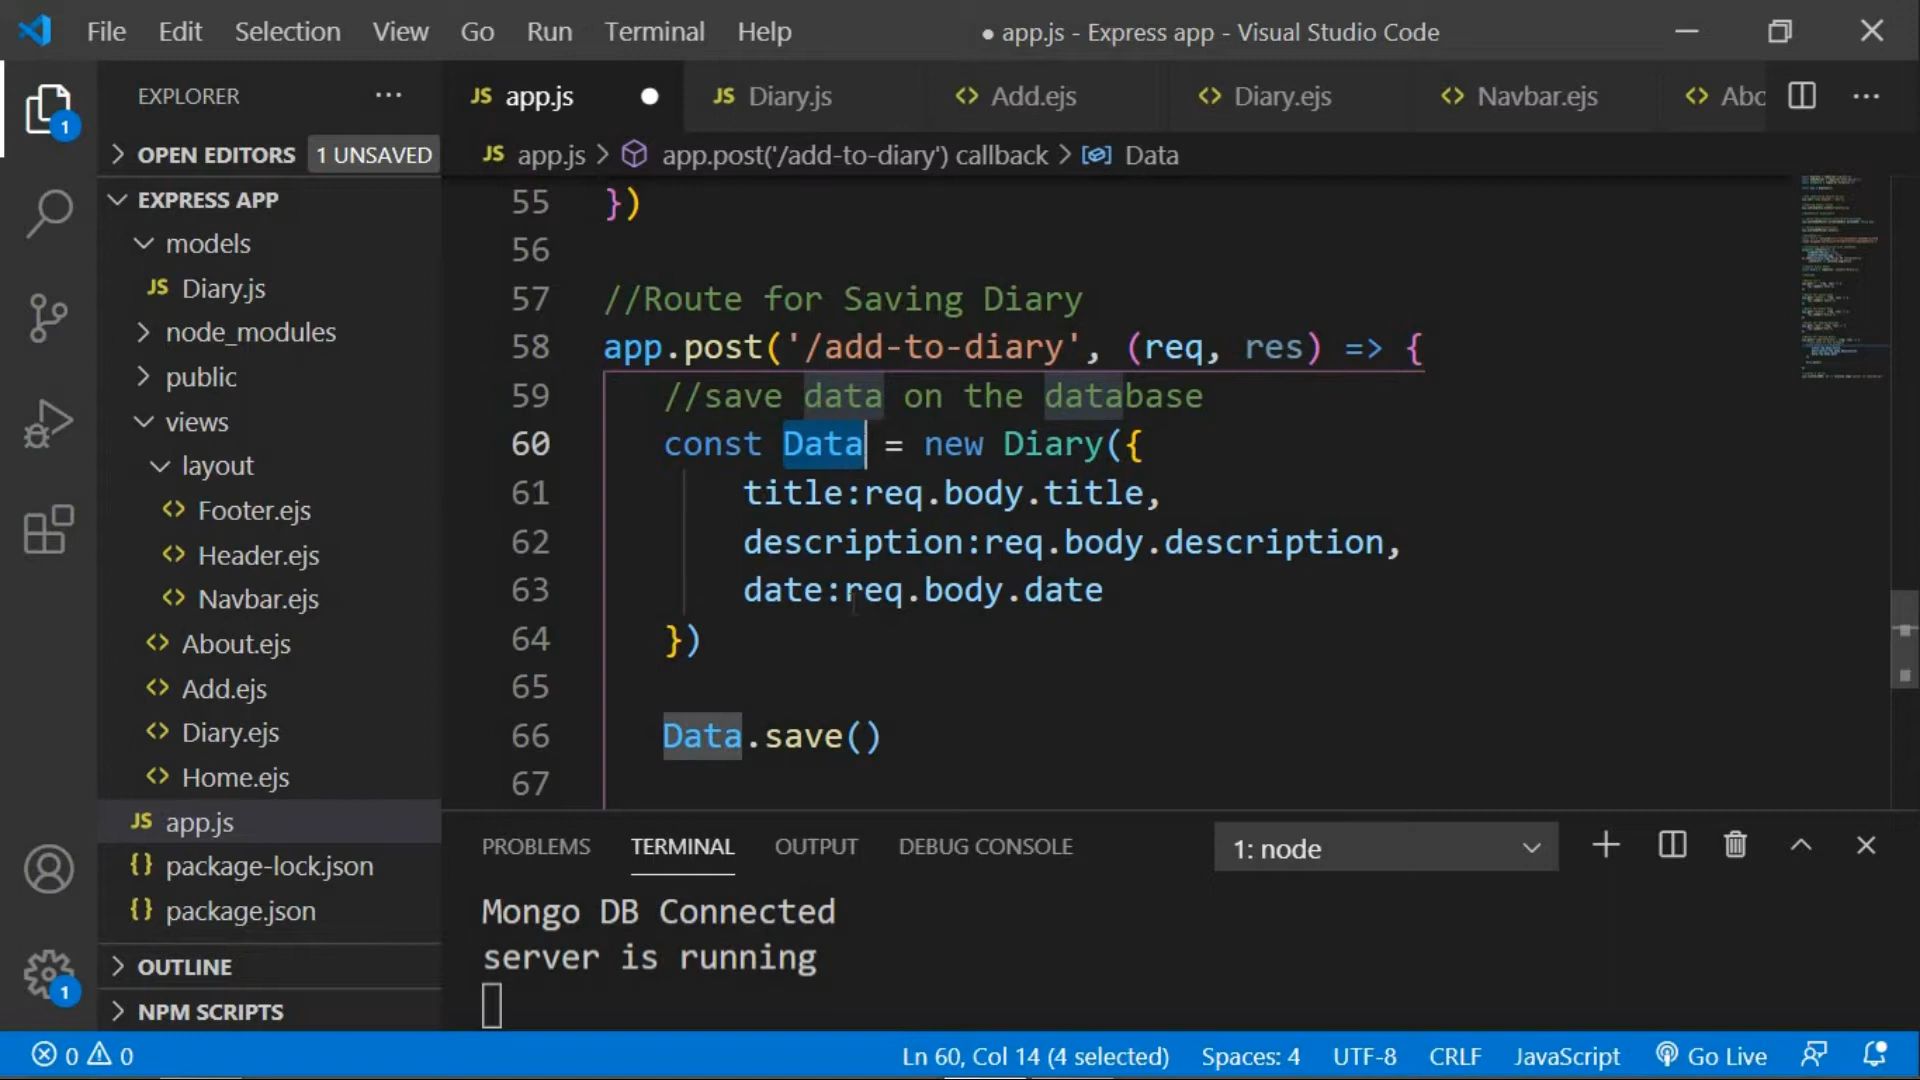 File Edit Selection View Go Run Terminal Help
● app.js - Express app - Visual Studio Code
EXPLORER
OPEN EDITORS 1 UNSAVED
EXPRESS APP
models
JS Diary.js
node_modules
public
views
layout
Footer.ejs
Header.ejs
Navbar.ejs
About.ejs
Add.ejs
Diary.ejs
Home.ejs
JS app.js
{} package-lock.json
{} package.json
OUTLINE
NPM SCRIPTS
1
1
JS app.js JS Diary.js <> Add.ejs <> Diary.ejs <> Navbar.ejs <> Abo
JS app.js > app.post('/add-to-diary') callback > Data
55 })
56
57 //Route for Saving Diary
58 app.post('/add-to-diary', (req, res) => {
59 //save data on the database
60 const Data = new Diary({
61 title:req.body.title,
62 description:req.body.description,
63 date:req.body.date
64 })
65
66 Data.save()
67
PROBLEMS TERMINAL OUTPUT DEBUG CONSOLE 1: node
Mongo DB Connected
server is running
0 0 Ln 60, Col 14 (4 selected) Spaces: 4 UTF-8 CRLF JavaScript Go Live